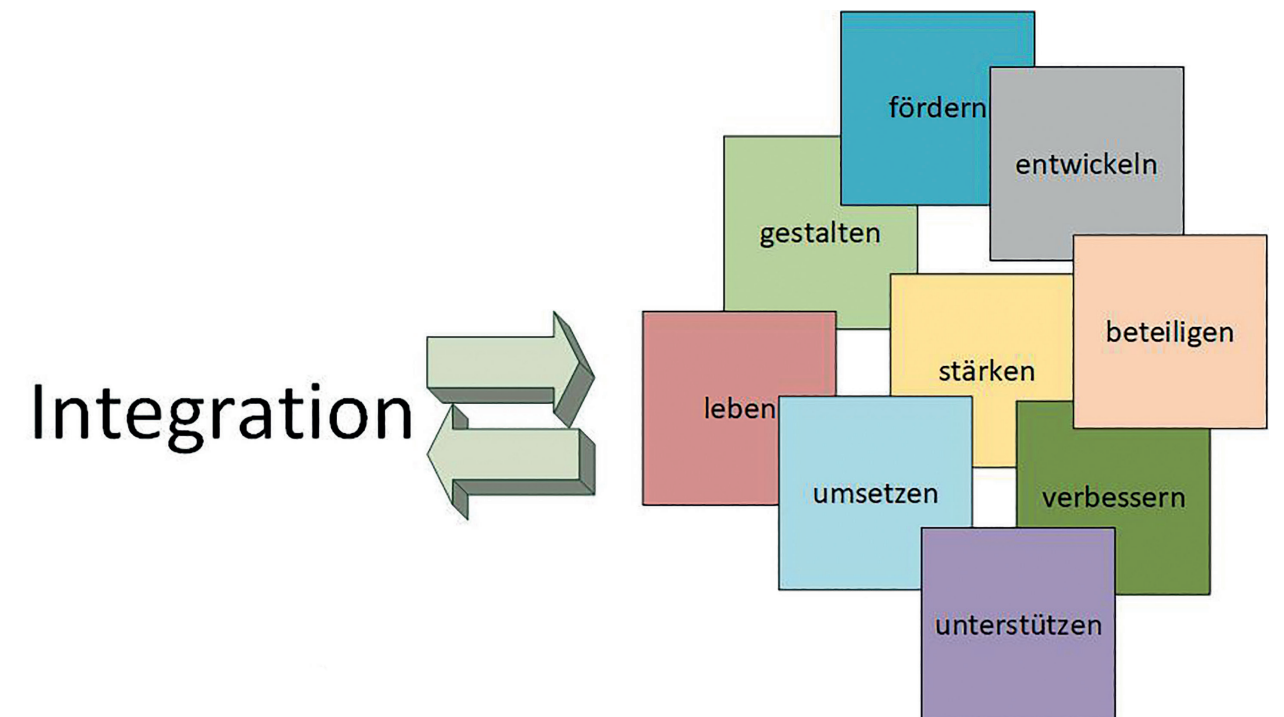 Integration
fördern
entwickeln
gestalten
beteiligen
stärken
leben
umsetzen
verbessern
unterstützen